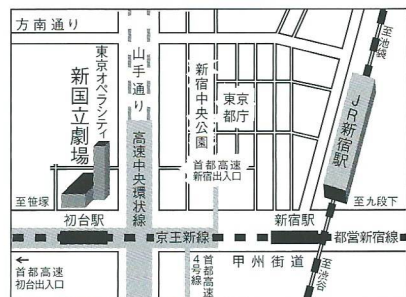 方南通り
至池袋
山手通り
東京オペラシティ
新国立劇場
新宿中央公園
東京
都庁
JR新宿駅
高速中央環状線
首都高速
新宿出入口
至笹塚
至九段下
初台駅
新宿駅
京王新線
都営新宿線
←
首都高速
初台出入口
首都高速
4号線
甲州街道
至渋谷